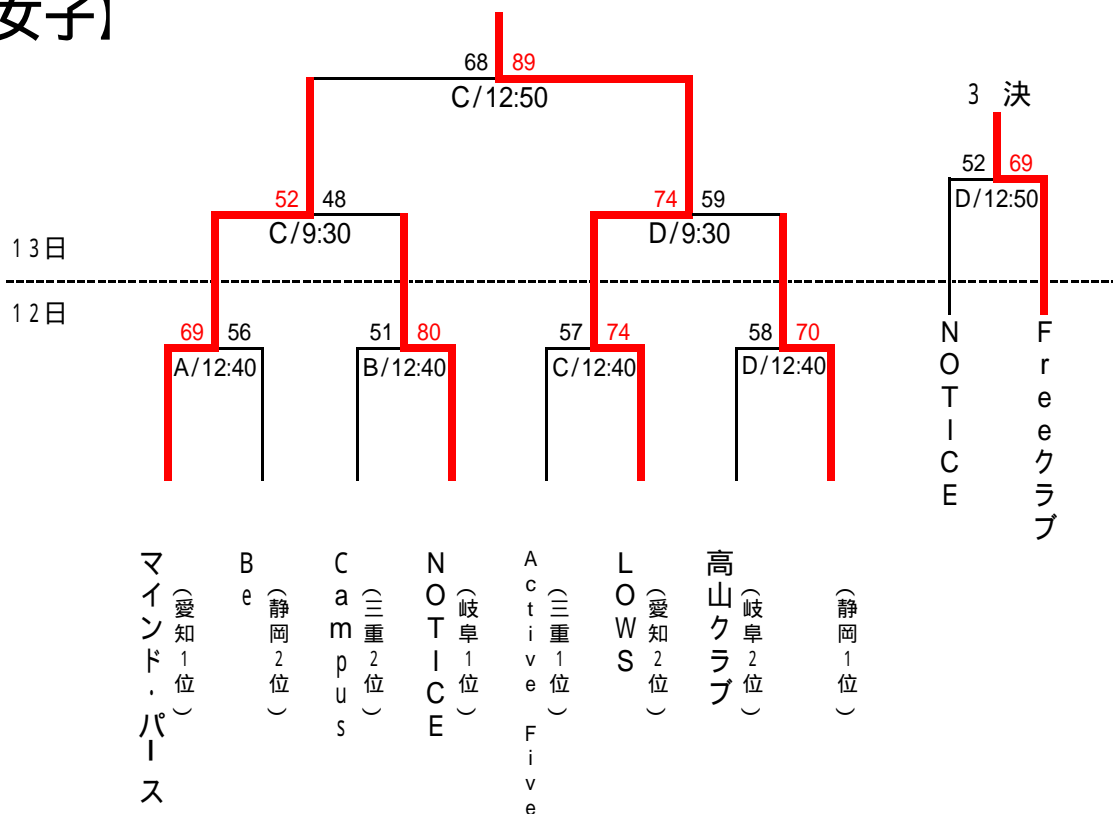 女子】
68 89
C/12:50
3 決
52 69
D/12:50
52 48
C/9:30
74 59
D/9:30
13日
12日
69 56
A/12:40
51 80
B/12:40
57 74
C/12:40
58 70
D/12:40
NOTICE
Freeクラブ
マインド・パース
(愛知1位)
Be
(静岡2位)
Campus
(三重2位)
NOTICE
(岐阜1位)
Active Five
(三重1位)
LOWS
(愛知2位)
高山クラブ
(岐阜2位)
(静岡1位)